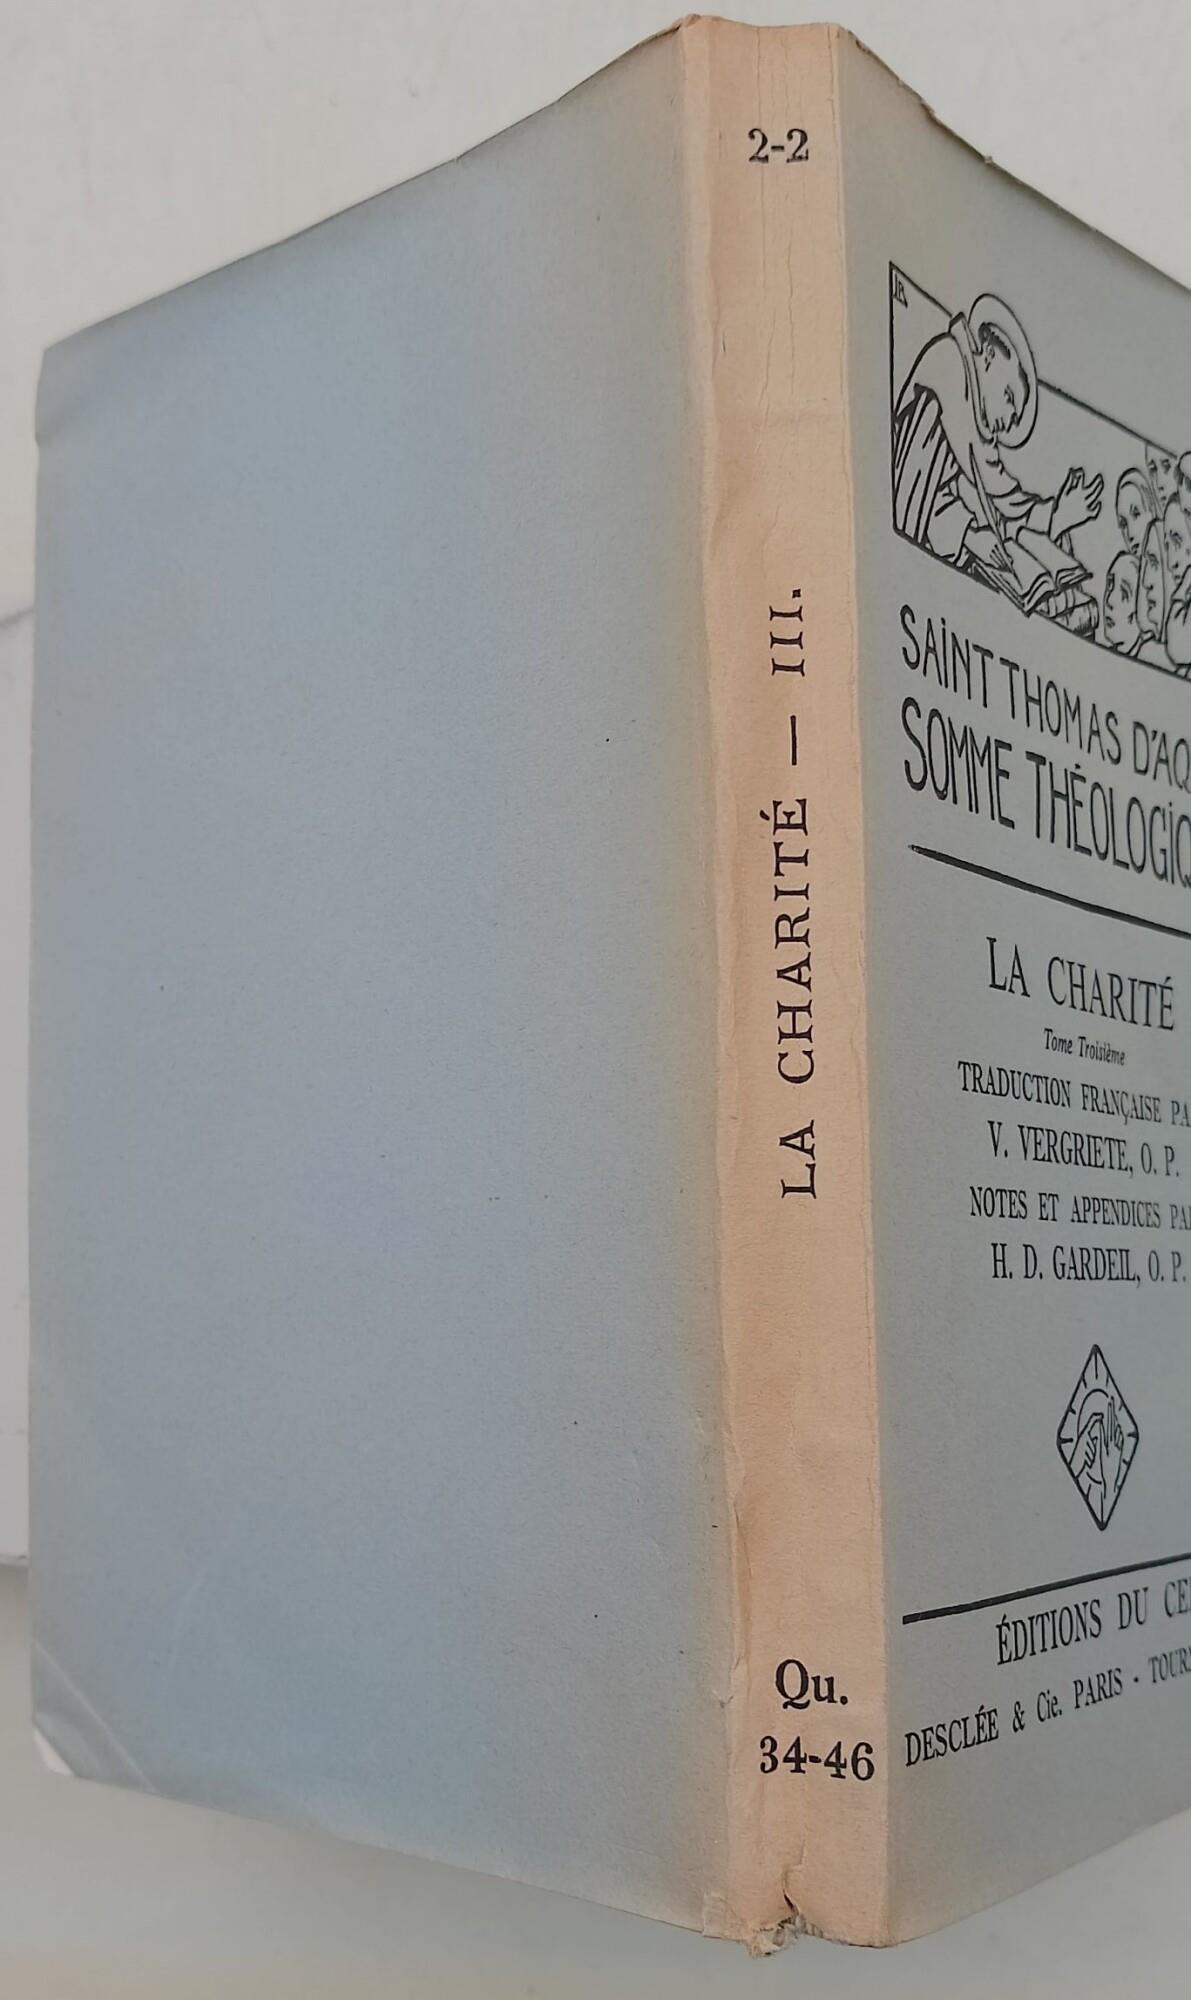 2-2
LA CHARITÉ — III.
Qu.
34-46
SAINT THOMAS D'AQ
SOMME THÉOLOGIQ
LA CHARITÉ
Tome Troisième
TRADUCTION FRANÇAISE PA
V. VERGRIETE, O. P.
NOTES ET APPENDICES PA
H. D. GARDEIL, O. P.
ÉDITIONS DU CE
DESCLÉE & Cie. PARIS - TOURN